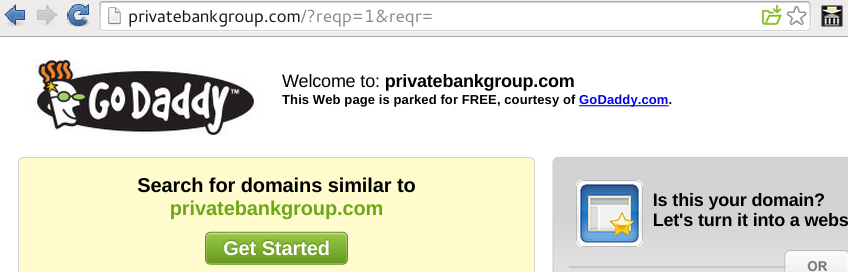 privatebankgroup.com/?reqp=1&reqr=
GO DADDY™
Welcome to: privatebankgroup.com
This Web page is parked for FREE, courtesy of GoDaddy.com.
Search for domains similar to
privatebankgroup.com
Get Started
Is this your domain?
Let's turn it into a webs
OR